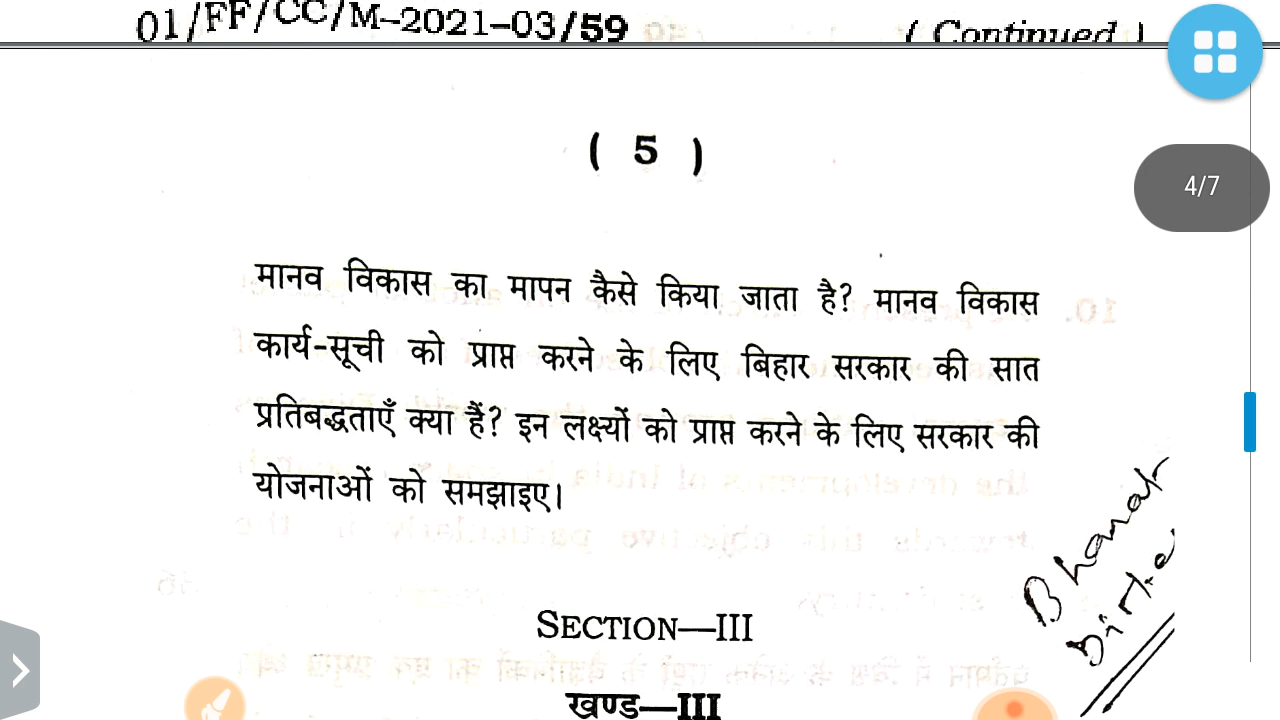 01/FF/CC/M–2021–03/59 ( Continued )
4/7
( 5 )
मानव विकास का मापन कैसे किया जाता है? मानव विकास
कार्य-सूची को प्राप्त करने के लिए बिहार सरकार की सात
प्रतिबद्धताएँ क्या हैं? इन लक्ष्यों को प्राप्त करने के लिए सरकार की
योजनाओं को समझाइए।
SECTION—III
खण्ड—III